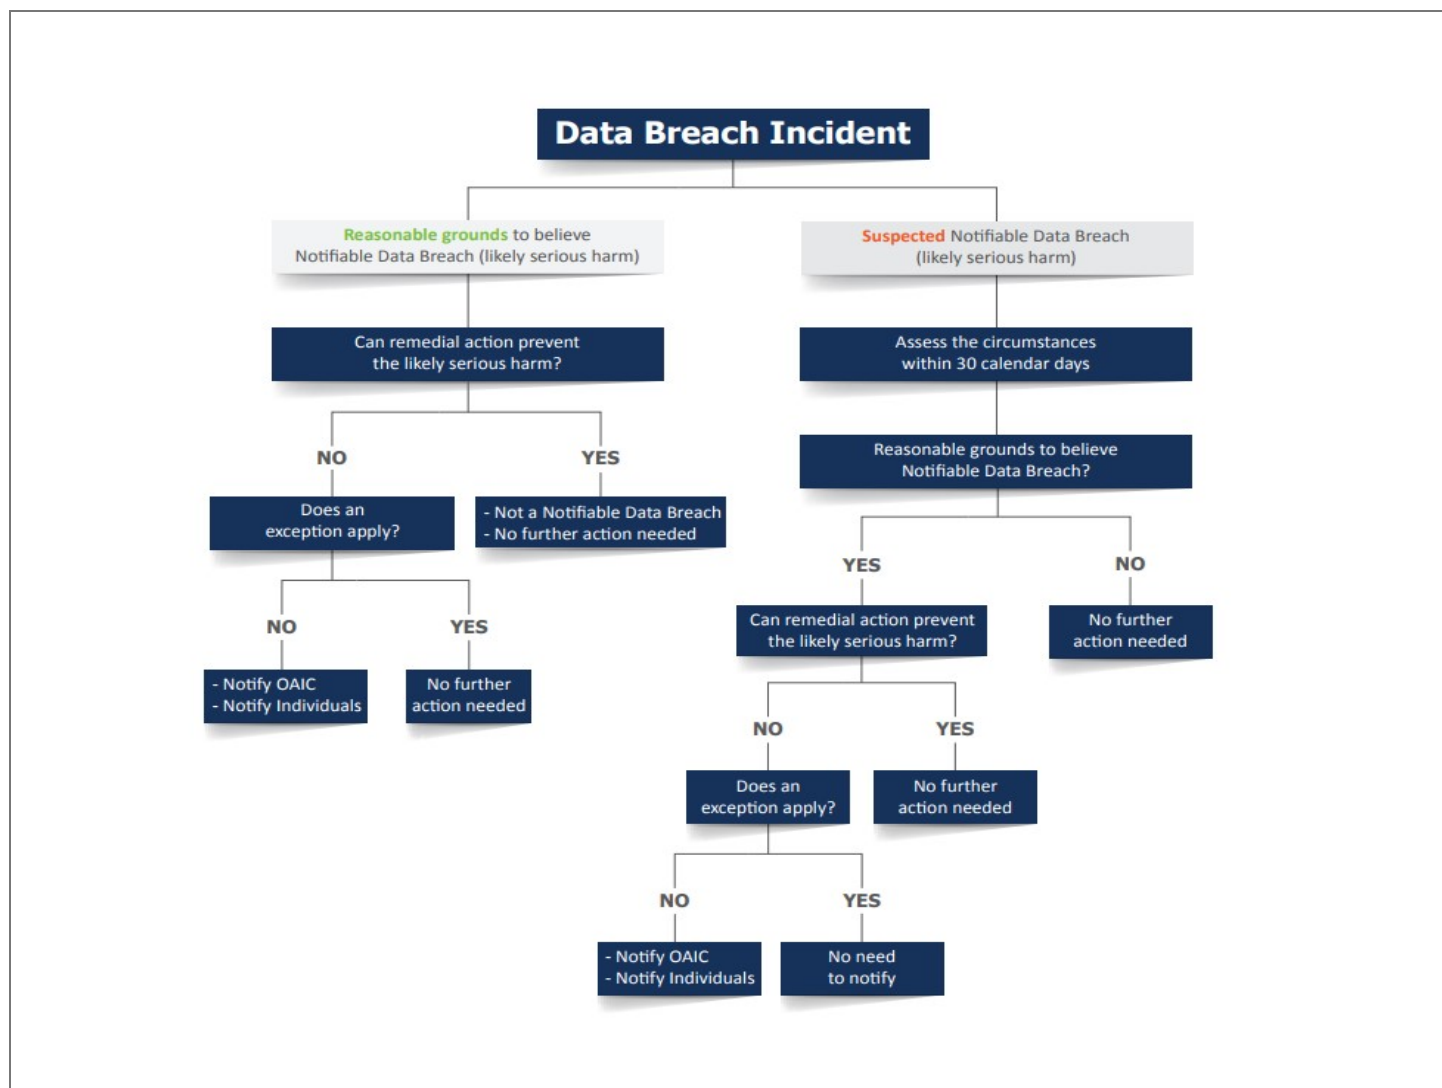 Data Breach Incident
Reasonable grounds to believe
Notifiable Data Breach (likely serious harm)
Suspected Notifiable Data Breach
(likely serious harm)
Can remedial action prevent
the likely serious harm?
Assess the circumstances
within 30 calendar days
NO
YES
Reasonable grounds to believe
Notifiable Data Breach?
Does an
exception apply?
- Not a Notifiable Data Breach
- No further action needed
YES
NO
NO
YES
Can remedial action prevent
the likely serious harm?
No further
action needed
- Notify OAIC
- Notify Individuals
No further
action needed
NO
YES
Does an
exception apply?
No further
action needed
NO
YES
- Notify OAIC
- Notify Individuals
No need
to notify